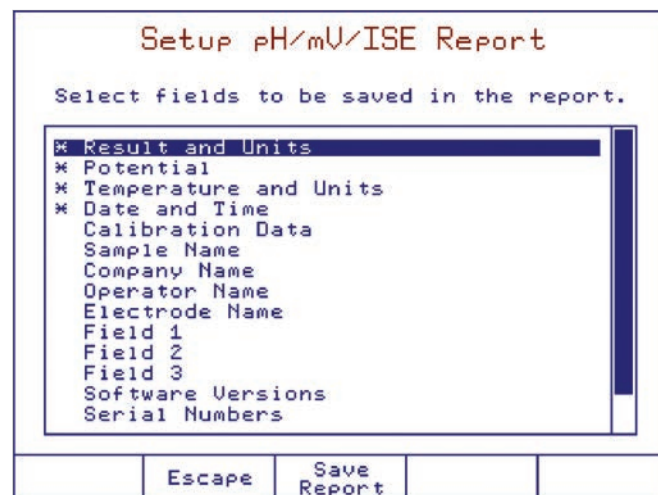 Setup pH/mV/ISE Report
Select fields to be saved in the report.
* Result and Units
* Potential
* Temperature and Units
* Date and Time
Calibration Data
Sample Name
Company Name
Operator Name
Electrode Name
Field 1
Field 2
Field 3
Software Versions
Serial Numbers
Escape
Save
Report